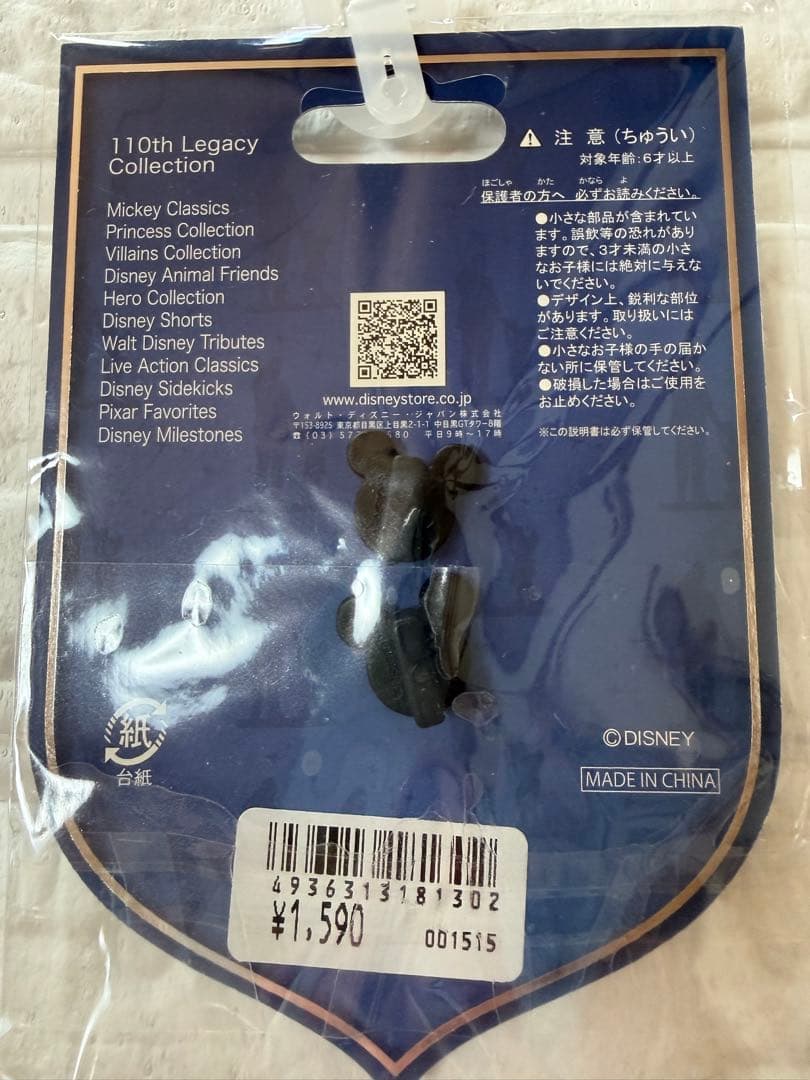 110th Legacy
Collection
Mickey Classics
Princess Collection
Villains Collection
Disney Animal Friends
Hero Collection
Disney Shorts
Walt Disney Tributes
Live Action Classics
Disney Sidekicks
Pixar Favorites
Disney Milestones
www.disneystore.co.jp
ウォルト・ディズニー・ジャパン株式会社
〒153-8925 東京都目黒区上目黒2-1-1 中目黒GTタワー8階
☎(03)57 580 平日9時〜17時
注 意(ちゅうい)
対象年齢:6才以上
ほごしゃ かた かなら よ
保護者の方へ 必ずお読みください。
●小さな部品が含まれてい
ます。誤飲等の恐れがあり
ますので、3才未満の小さ
なお子様には絶対に与えな
いでください。
●デザイン上、鋭利な部位
があります。取り扱いには
ご注意ください。
●小さなお子様の手の届か
ない所に保管してください。
●破損した場合はご使用を
お止めください。
※この説明書は必ず保管してください。
紙
台紙
©DISNEY
MADE IN CHINA
4936313181302
¥1,590
001515